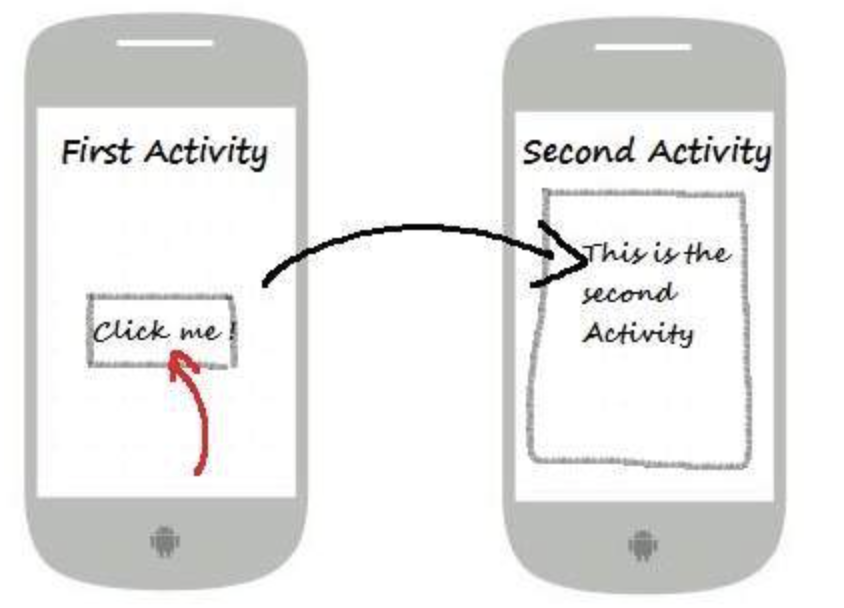 First Activity
Click me !
Second Activity
This is the
second
Activity